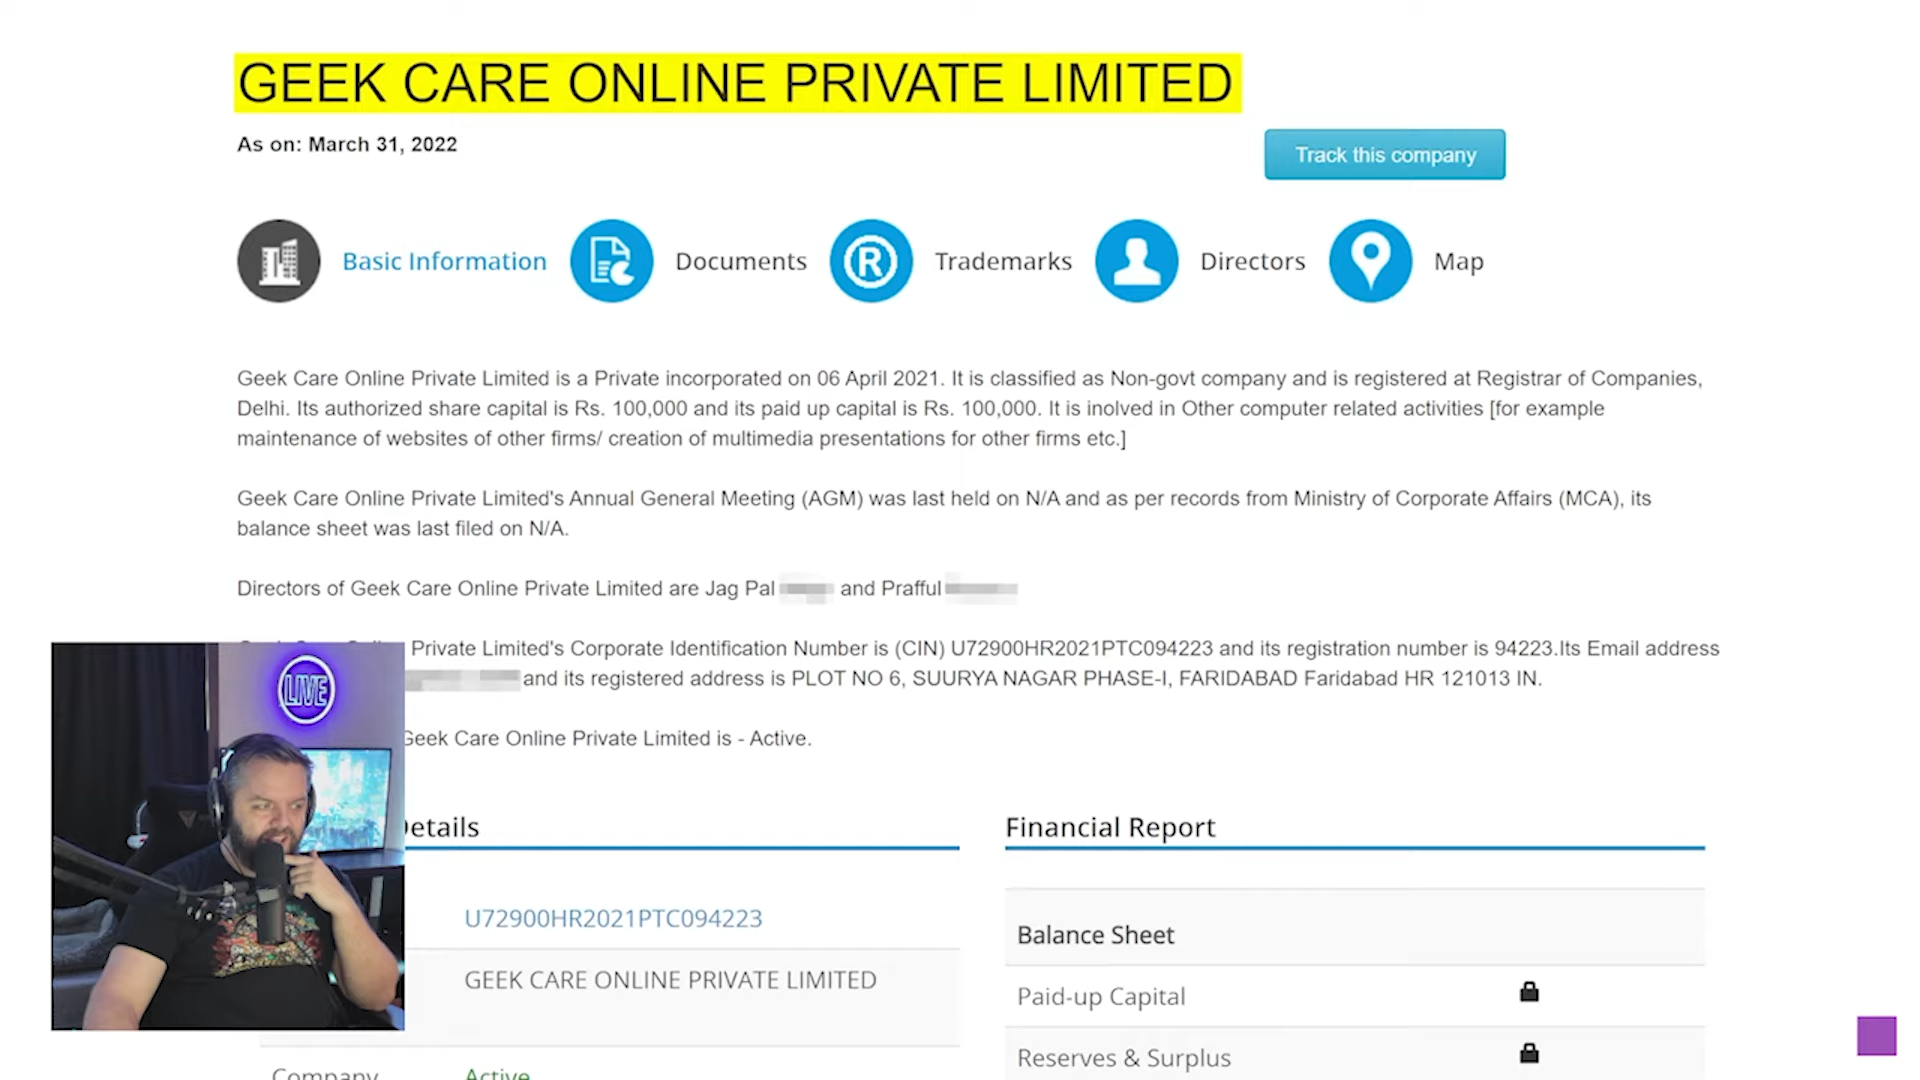 GEEK CARE ONLINE PRIVATE LIMITED
As on: March 31, 2022
Track this company
Basic Information
Documents
Trademarks
Directors
Map
Geek Care Online Private Limited is a Private incorporated on 06 April 2021. It is classified as Non-govt company and is registered at Registrar of Companies,
Delhi. Its authorized share capital is Rs. 100,000 and its paid up capital is Rs. 100,000. It is inolved in Other computer related activities [for example
maintenance of websites of other firms/ creation of multimedia presentations for other firms etc.]
Geek Care Online Private Limited's Annual General Meeting (AGM) was last held on N/A and as per records from Ministry of Corporate Affairs (MCA), its
balance sheet was last filed on N/A.
Directors of Geek Care Online Private Limited are Jag Pal and Prafful
Private Limited's Corporate Identification Number is (CIN) U72900HR2021PTC094223 and its registration number is 94223.Its Email address
and its registered address is PLOT NO 6, SUURYA NAGAR PHASE-I, FARIDABAD Faridabad HR 121013 IN.
Geek Care Online Private Limited is - Active.
LIVE
Details
Financial Report
U72900HR2021PTC094223
Balance Sheet
GEEK CARE ONLINE PRIVATE LIMITED
Paid-up Capital
Reserves & Surplus
Company
Active